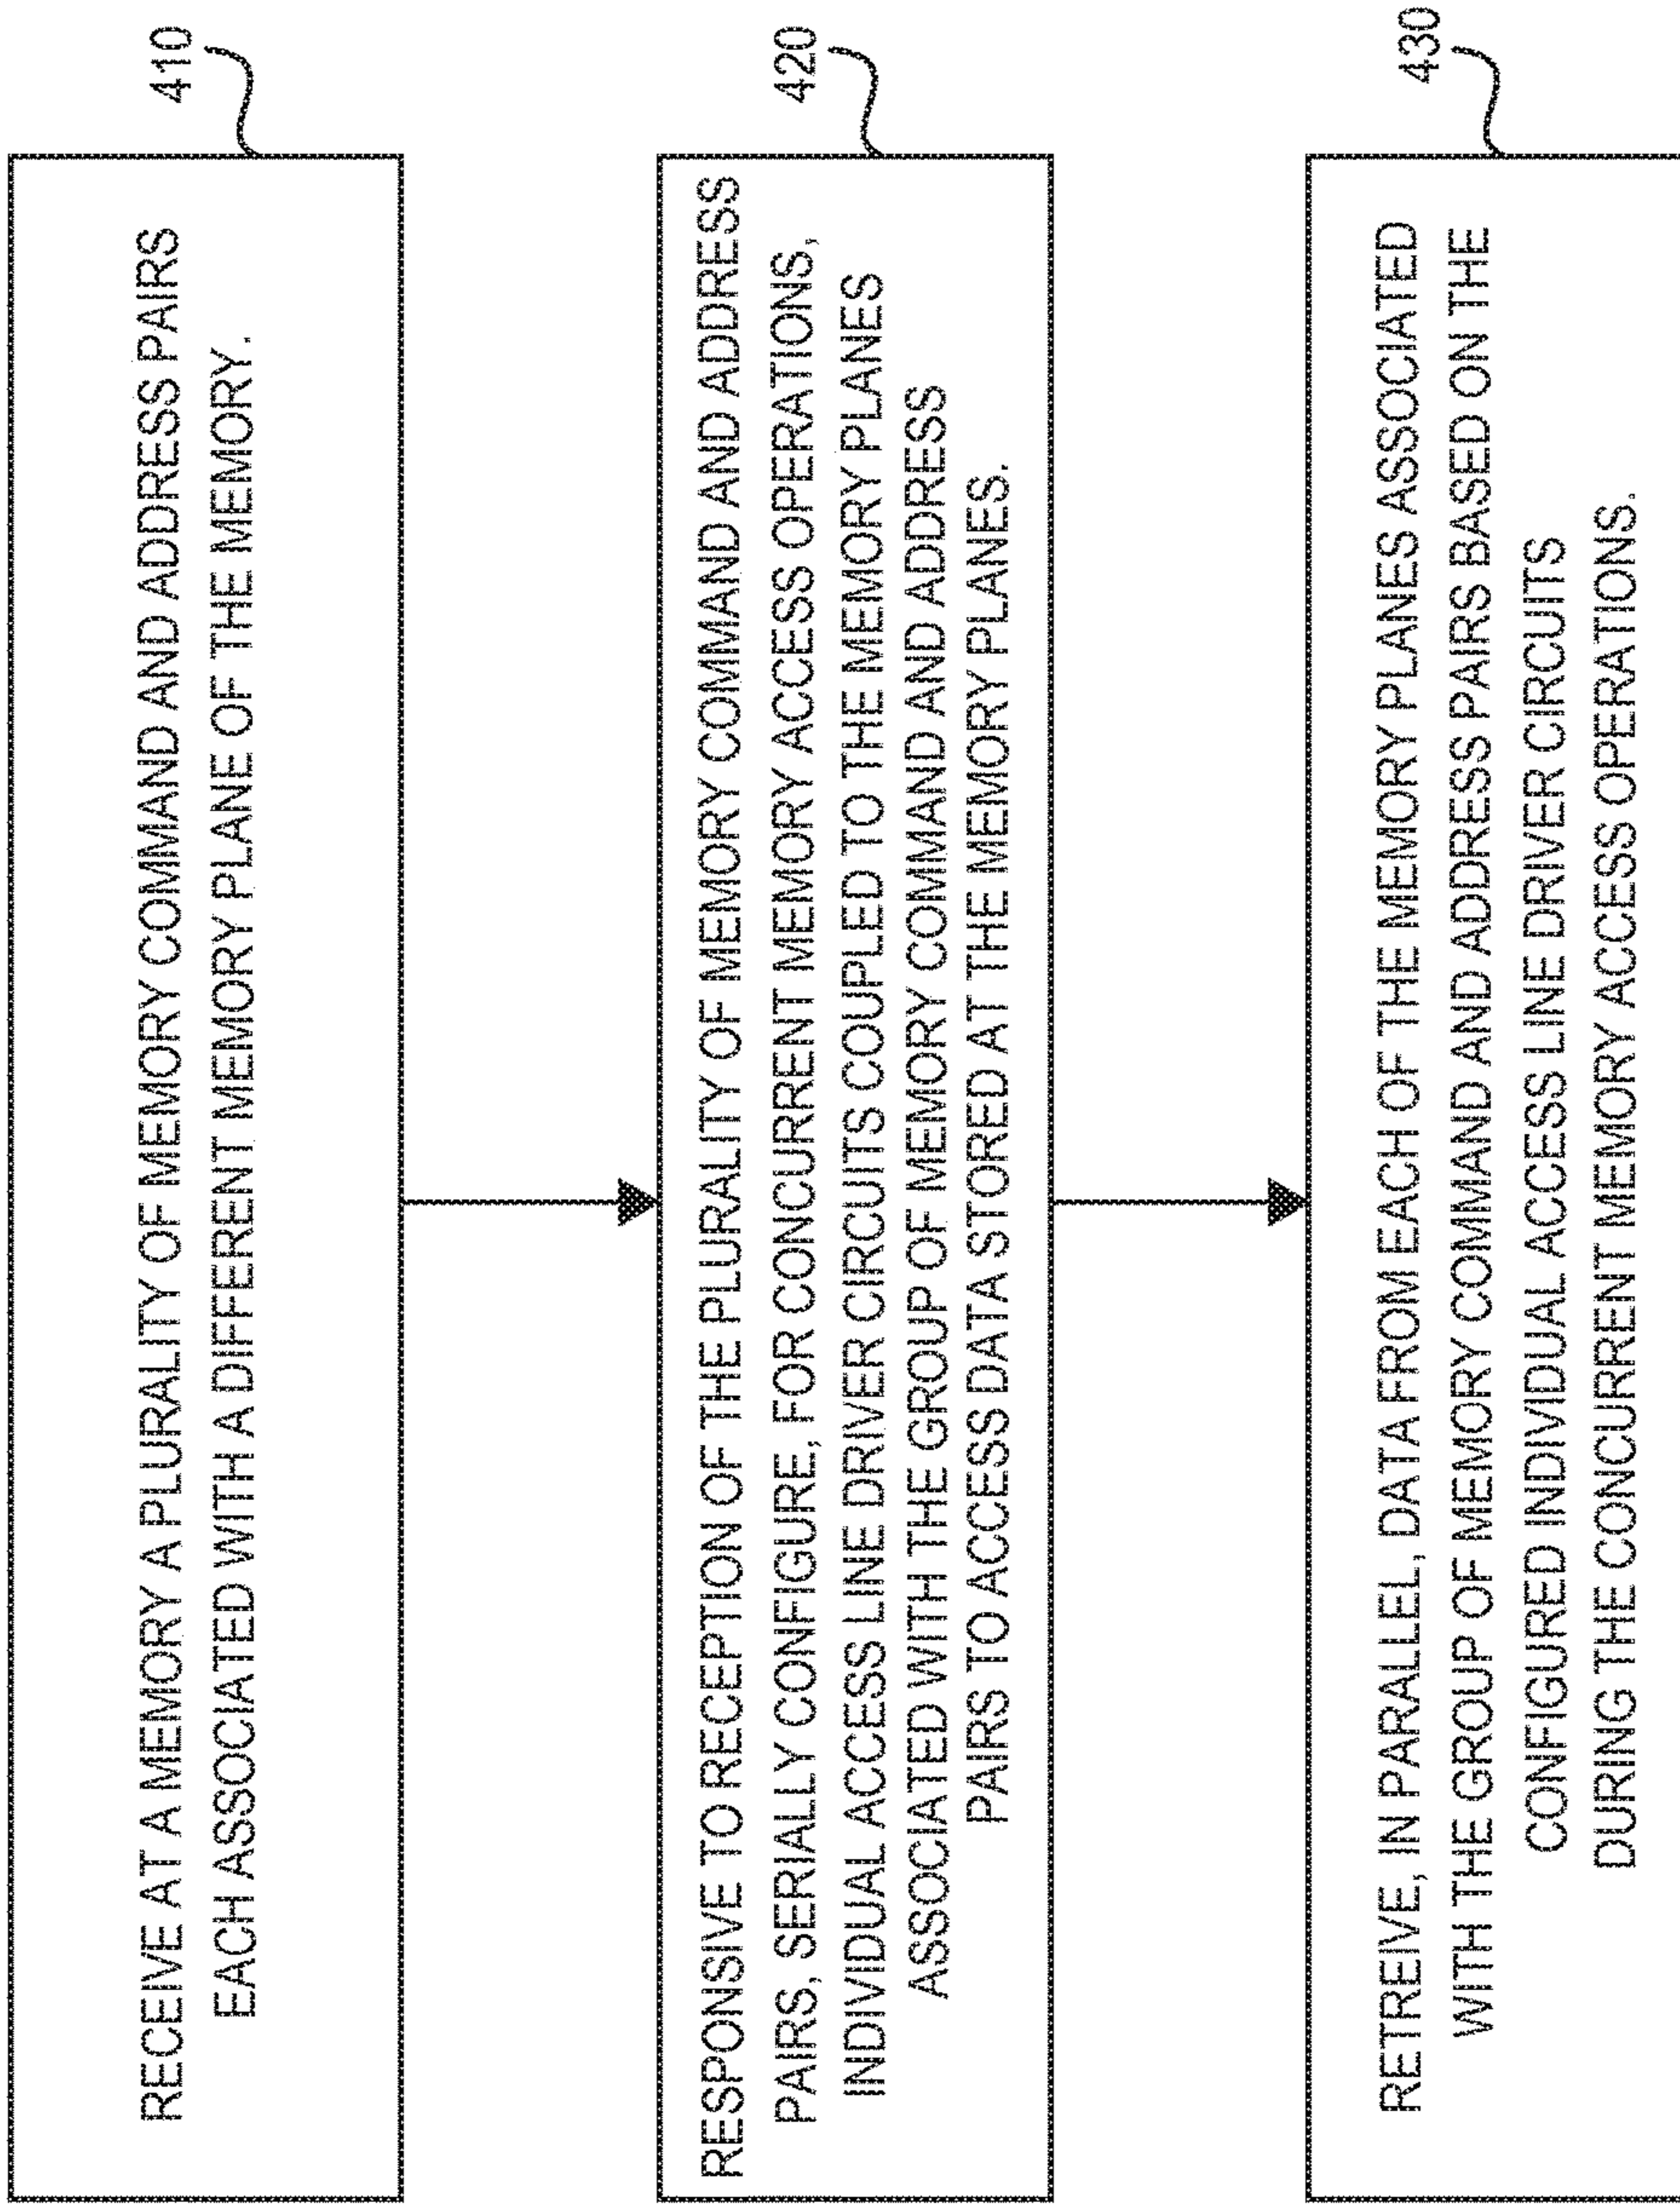 RECEIVE AT A MEMORY A PLURALITY OF MEMORY COMMAND AND ADDRESS PAIRS
EACH ASSOCIATED WITH A DIFFERENT MEMORY PLANE OF THE MEMORY.
410
RESPONSIVE TO RECEPTION OF THE PLURALITY OF MEMORY COMMAND AND ADDRESS
PAIRS, SERIALLY CONFIGURE, FOR CONCURRENT MEMORY ACCESS OPERATIONS,
INDIVIDUAL ACCESS LINE DRIVER CIRCUITS COUPLED TO THE MEMORY PLANES
ASSOCIATED WITH THE GROUP OF MEMORY COMMAND AND ADDRESS
PAIRS TO ACCESS DATA STORED AT THE MEMORY PLANES.
420
RETREIVE, IN PARALLEL, DATA FROM EACH OF THE MEMORY PLANES ASSOCIATED
WITH THE GROUP OF MEMORY COMMAND AND ADDRESS PAIRS BASED ON THE
CONFIGURED INDIVIDUAL ACCESS LINE DRIVER CIRCUITS
DURING THE CONCURRENT MEMORY ACCESS OPERATIONS.
430